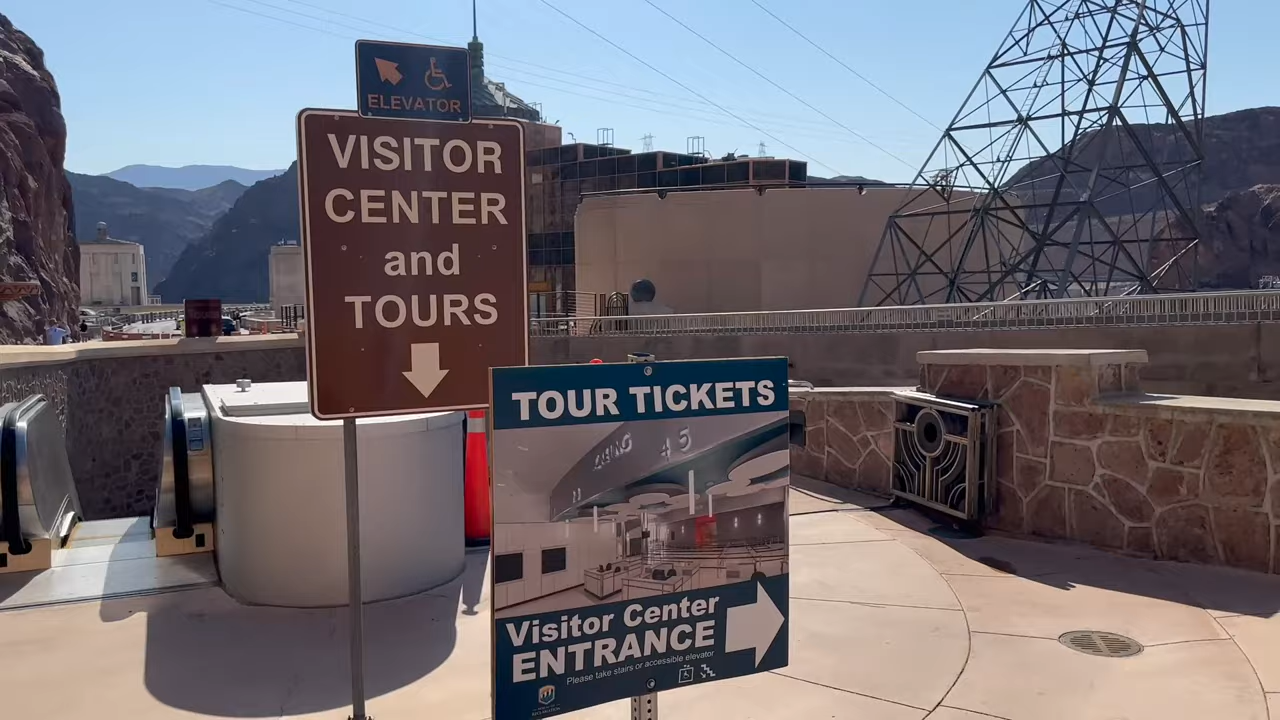 ELEVATOR
VISITOR
CENTER
and
TOURS
TOUR TICKETS
Visitor Center
ENTRANCE
Please take stairs or accessible elevator